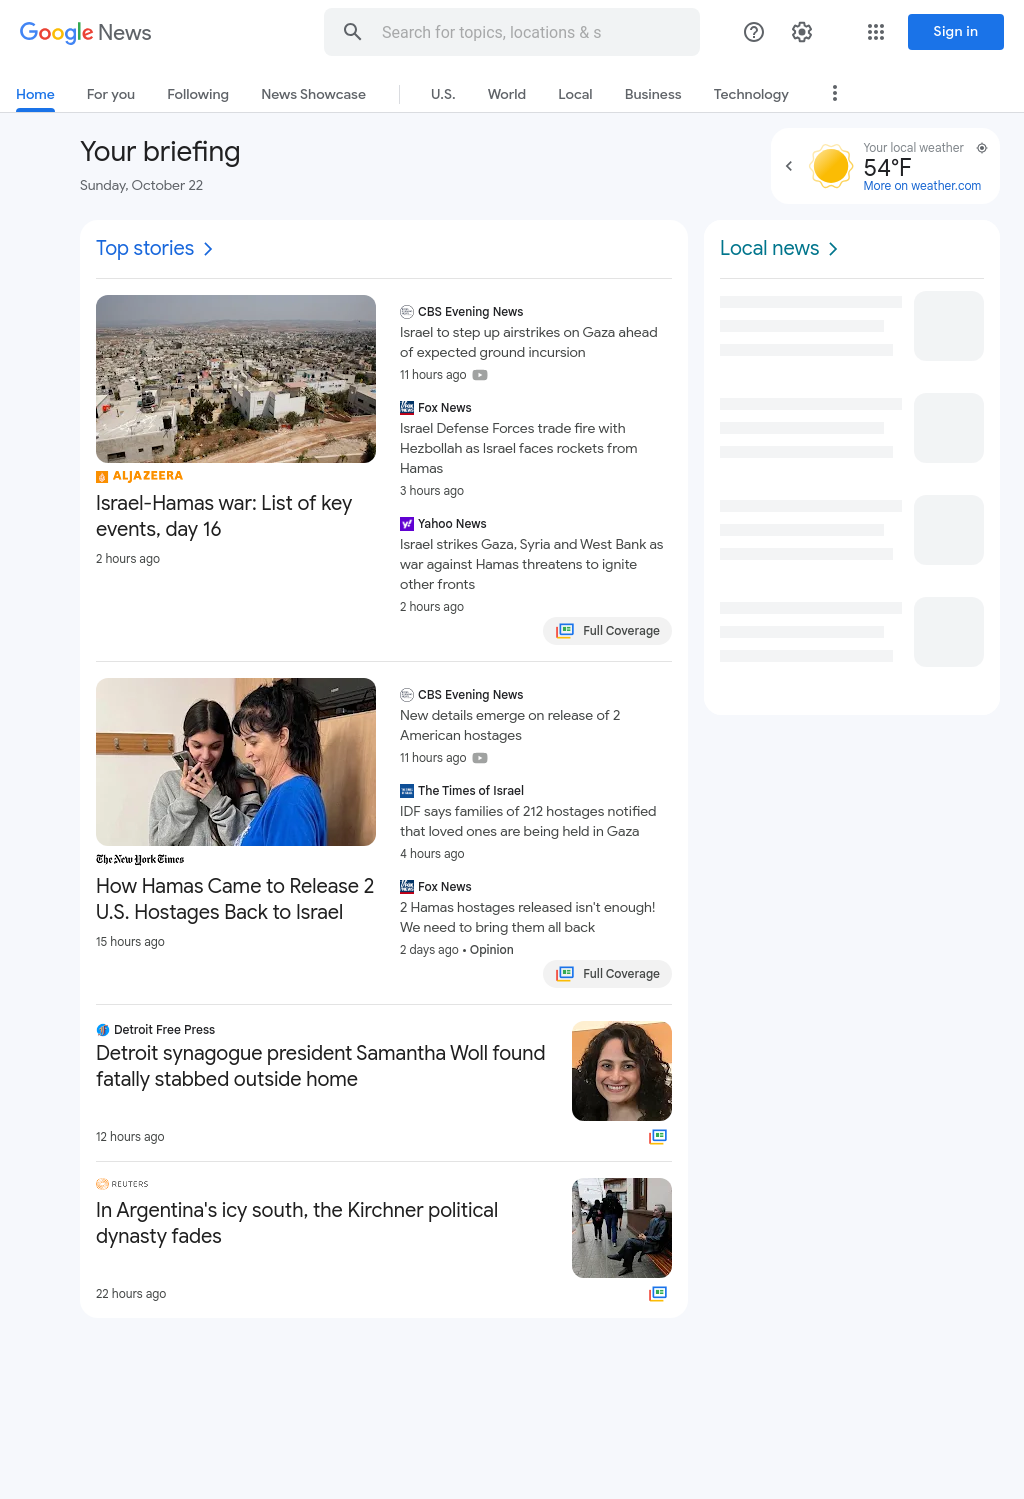 Google News
Search for topics, locations & s
Sign in
Home
For you
Following
News Showcase
U.S.
World
Local
Business
Technology
Your briefing
Sunday, October 22
Your local weather
54°F
More on weather.com
Top stories
ALJAZEERA
Israel-Hamas war: List of key
events, day 16
2 hours ago
CBS Evening News
Israel to step up airstrikes on Gaza ahead
of expected ground incursion
11 hours ago
Fox News
Israel Defense Forces trade fire with
Hezbollah as Israel faces rockets from
Hamas
3 hours ago
Yahoo News
Israel strikes Gaza, Syria and West Bank as
war against Hamas threatens to ignite
other fronts
2 hours ago
Full Coverage
The New York Times
How Hamas Came to Release 2
U.S. Hostages Back to Israel
15 hours ago
CBS Evening News
New details emerge on release of 2
American hostages
11 hours ago
The Times of Israel
IDF says families of 212 hostages notified
that loved ones are being held in Gaza
4 hours ago
Fox News
2 Hamas hostages released isn't enough!
We need to bring them all back
2 days ago • Opinion
Full Coverage
Detroit Free Press
Detroit synagogue president Samantha Woll found
fatally stabbed outside home
12 hours ago
REUTERS
In Argentina's icy south, the Kirchner political
dynasty fades
22 hours ago
Local news